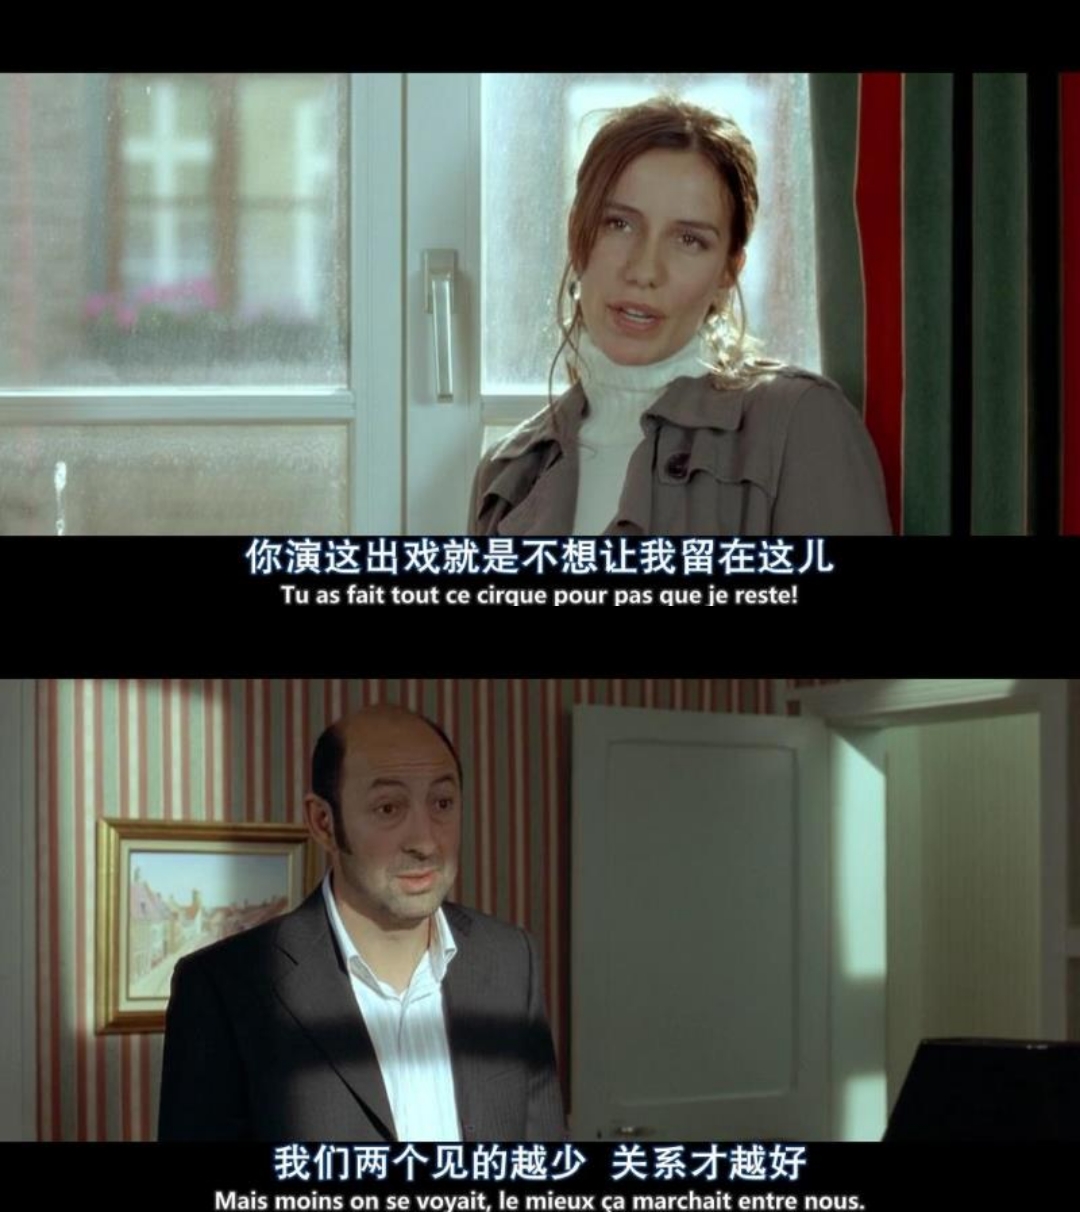 你演这出戏就是不想让我留在这儿
Tu as fait tout ce cirque pour pas que je reste!
我们两个见的越少 关系才越好
Mais moins on se voyait, le mieux ça marchait entre nous.